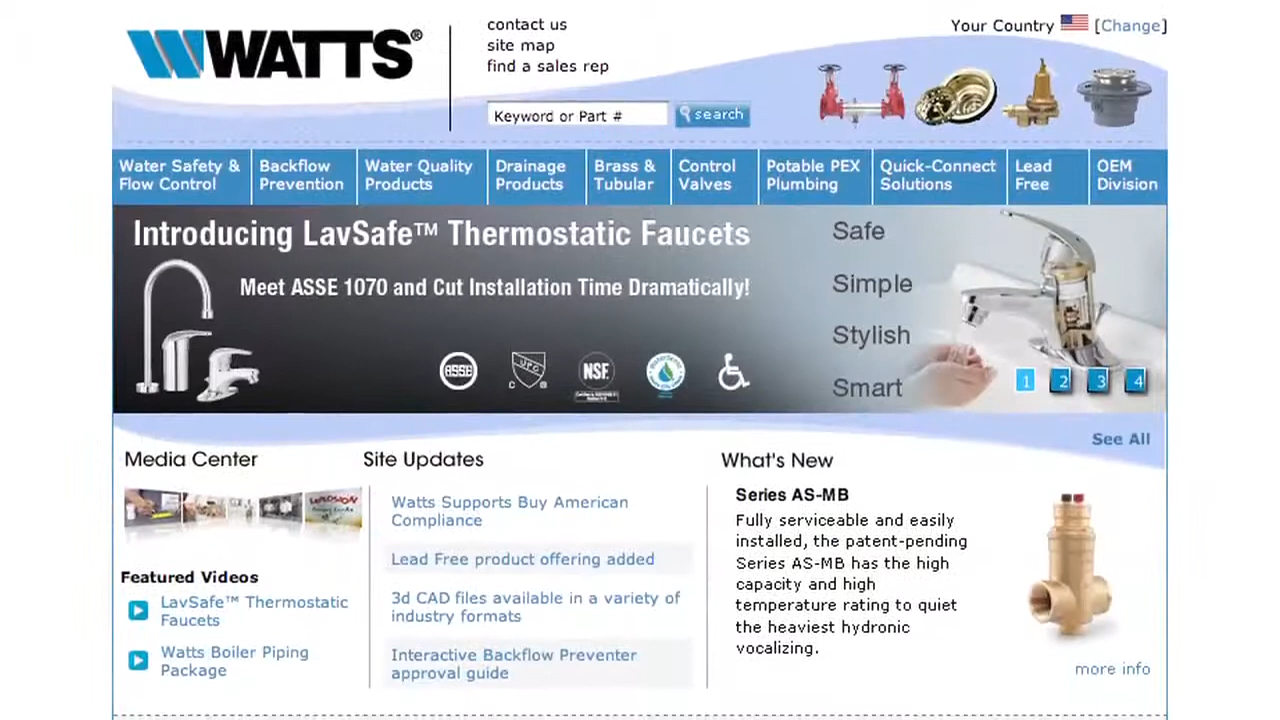 WATTS®
contact us
site map
find a sales rep
Your Country [Change]
Keyword or Part #
search
Water Safety &
Flow Control
Backflow
Prevention
Water Quality
Products
Drainage
Products
Brass &
Tubular
Control
Valves
Potable PEX
Plumbing
Quick-Connect
Solutions
Lead
Free
OEM
Division
Introducing LavSafe™ Thermostatic Faucets
Meet ASSE 1070 and Cut Installation Time Dramatically!
ASSE
UPC
C
NSF
Safe
Simple
Stylish
Smart
1 2 3 4
See All
Media Center
Featured Videos
LavSafe™ Thermostatic
Faucets
Watts Boiler Piping
Package
Site Updates
Watts Supports Buy American
Compliance
Lead Free product offering added
3d CAD files available in a variety of
industry formats
Interactive Backflow Preventer
approval guide
What's New
Series AS-MB
Fully serviceable and easily
installed, the patent-pending
Series AS-MB has the high
capacity and high
temperature rating to quiet
the heaviest hydronic
vocalizing.
more info